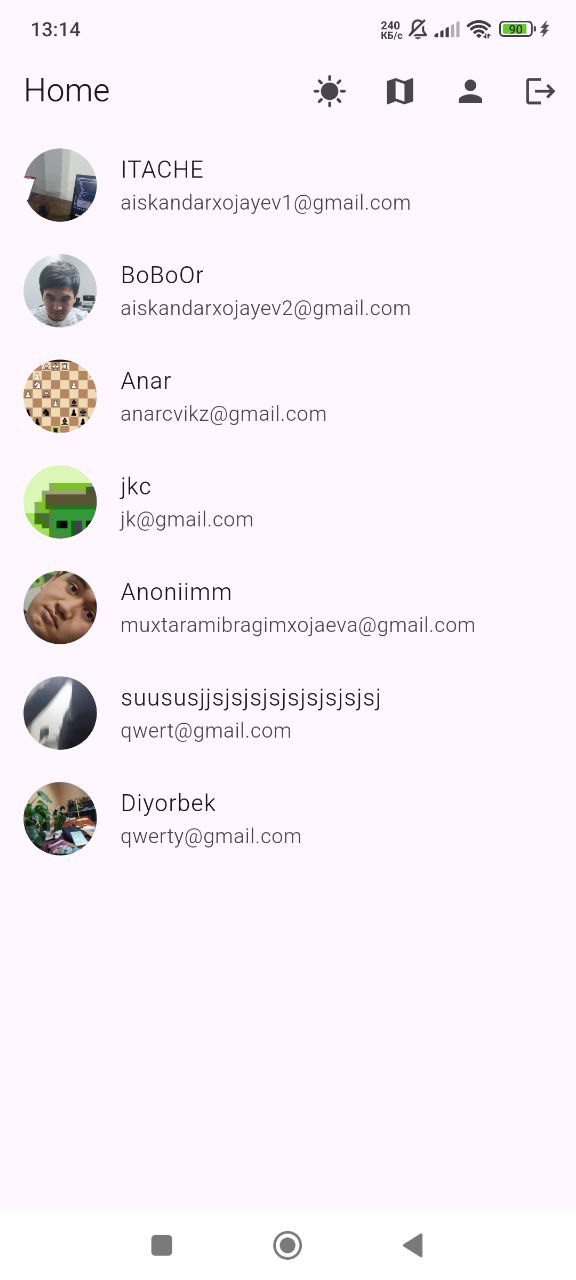 13:14
240
КБ/с
90
Home
ITACHE
aiskandarxojayev1@gmail.com
BoBoOr
aiskandarxojayev2@gmail.com
Anar
anarcvikz@gmail.com
jkc
jk@gmail.com
Anoniimm
muxtaramibragimxojaeva@gmail.com
suususjjsjsjsjsjsjsjsjsjsj
qwert@gmail.com
Diyorbek
qwerty@gmail.com